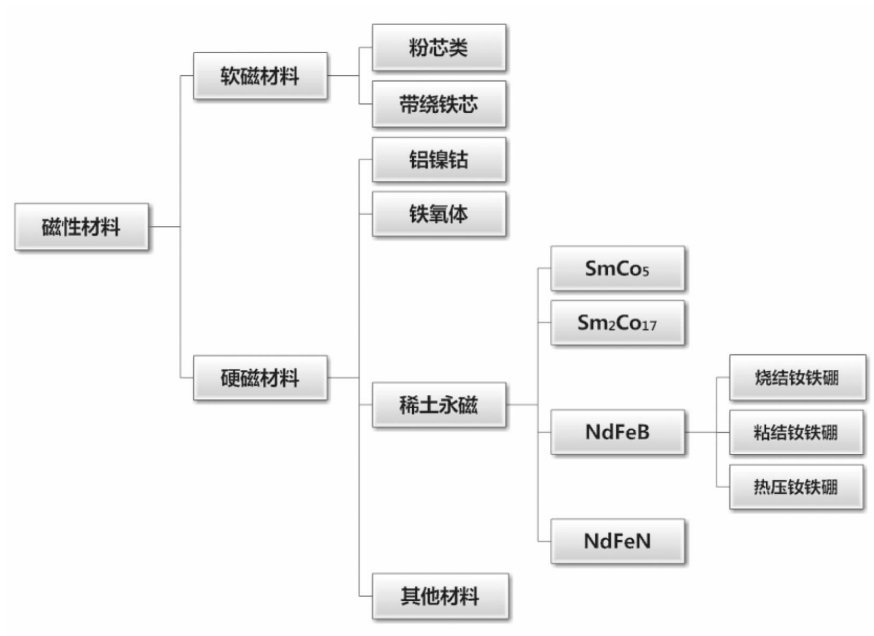 磁性材料
软磁材料
粉芯类
带绕铁芯
硬磁材料
铝镍钴
铁氧体
稀土永磁
SmCo₅
Sm₂Co₁₇
NdFeB
烧结钕铁硼
粘结钕铁硼
热压钕铁硼
NdFeN
其他材料